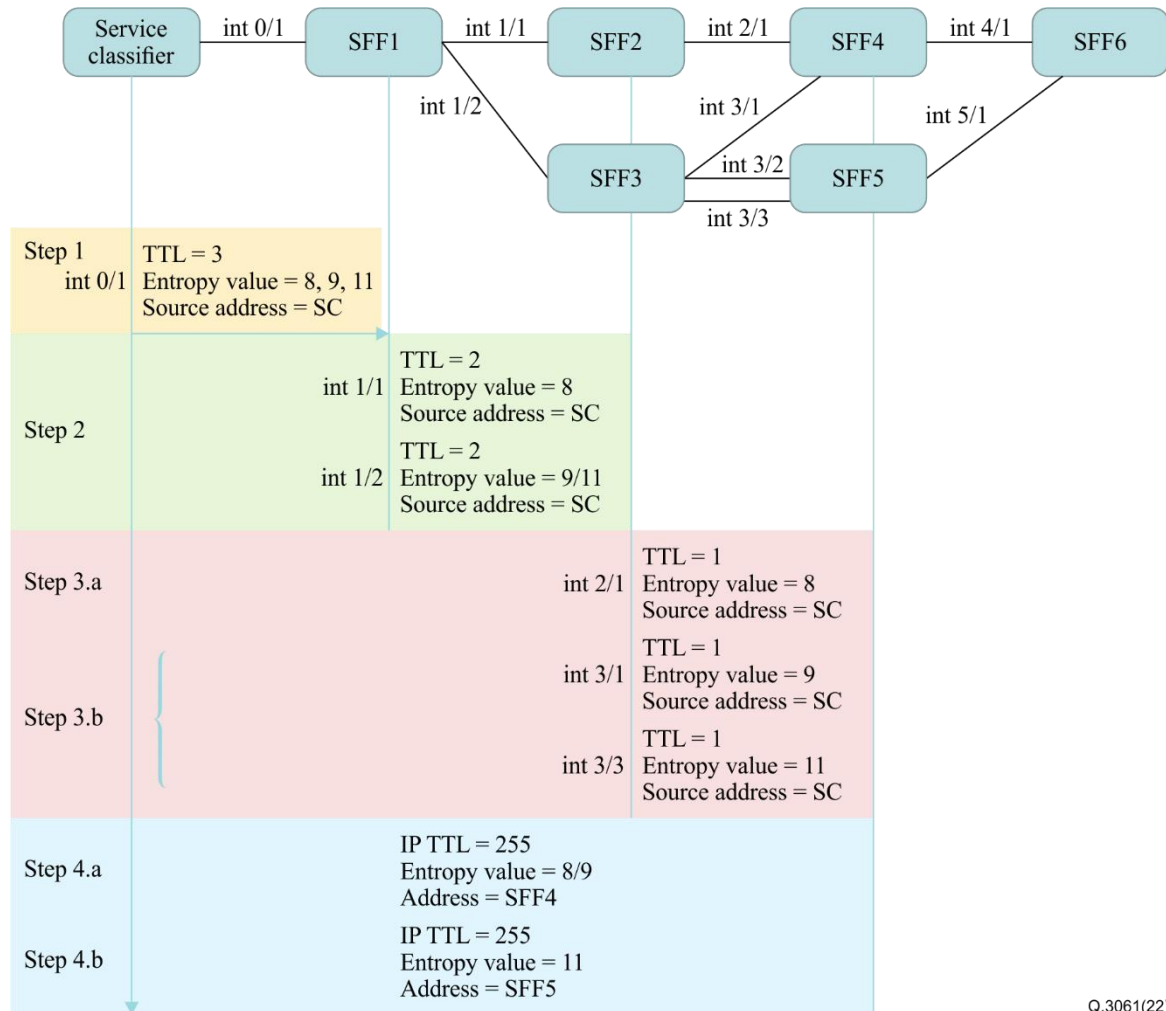 Service
classifier
int 0/1
SFF1
int 1/1
SFF2
int 2/1
SFF4
int 4/1
SFF6
int 1/2
int 3/1
int 5/1
SFF3
int 3/2
SFF5
int 3/3
Step 1
int 0/1
TTL = 3
Entropy value = 8, 9, 11
Source address = SC
Step 2
int 1/1
TTL = 2
Entropy value = 8
Source address = SC
int 1/2
TTL = 2
Entropy value = 9/11
Source address = SC
Step 3.a
int 2/1
TTL = 1
Entropy value = 8
Source address = SC
Step 3.b
int 3/1
TTL = 1
Entropy value = 9
Source address = SC
int 3/3
TTL = 1
Entropy value = 11
Source address = SC
Step 4.a
IP TTL = 255
Entropy value = 8/9
Address = SFF4
Step 4.b
IP TTL = 255
Entropy value = 11
Address = SFF5
Q.3061(22)